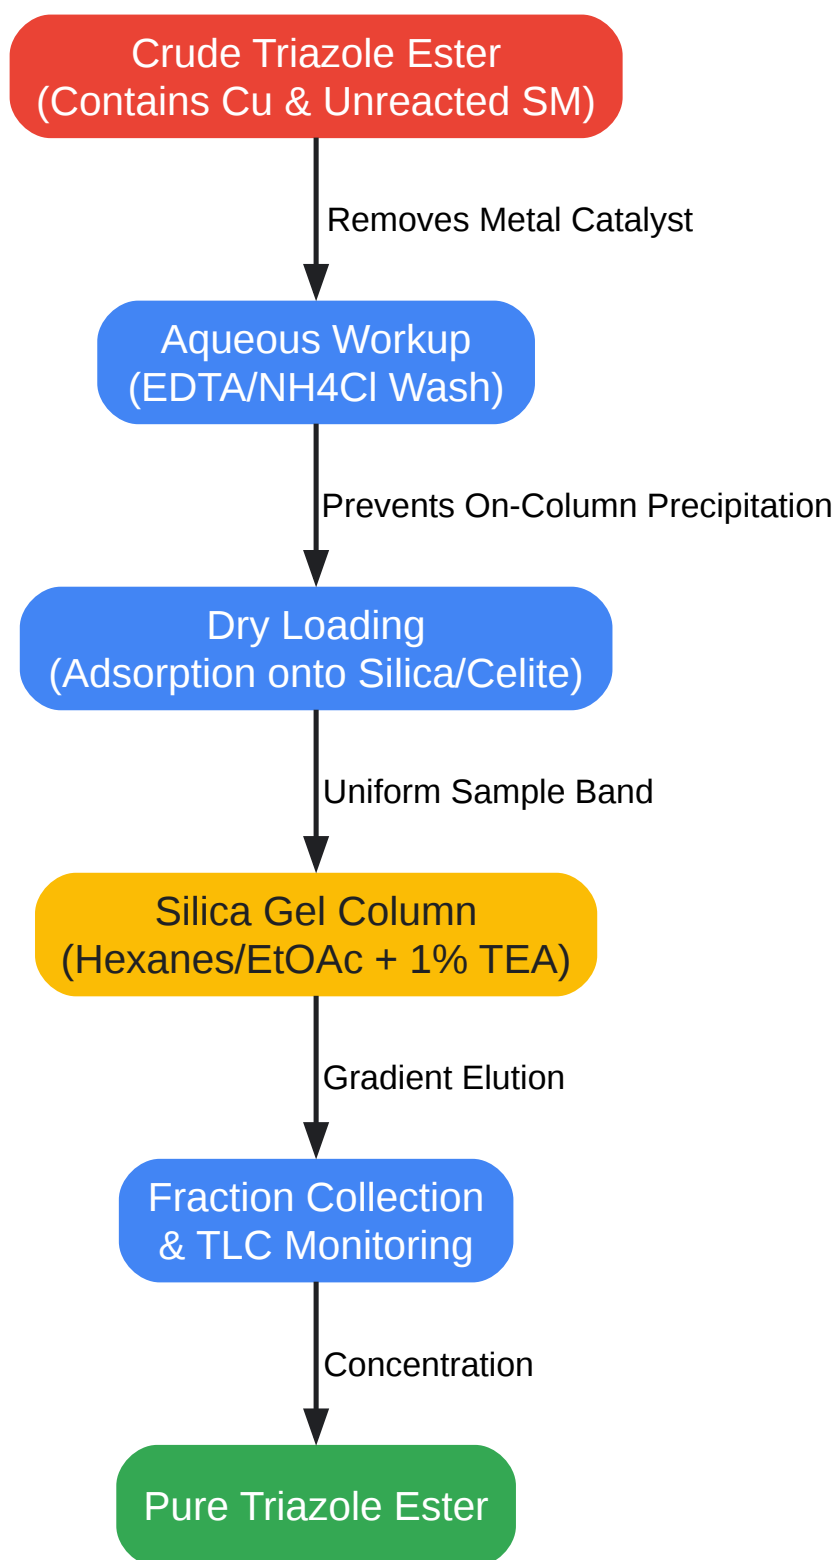 Crude Triazole Ester
(Contains Cu & Unreacted SM)
Removes Metal Catalyst
Aqueous Workup
(EDTA/NH4Cl Wash)
Prevents On-Column Precipitation
Dry Loading
(Adsorption onto Silica/Celite)
Uniform Sample Band
Silica Gel Column
(Hexanes/EtOAc + 1% TEA)
Gradient Elution
Fraction Collection
& TLC Monitoring
Concentration
Pure Triazole Ester